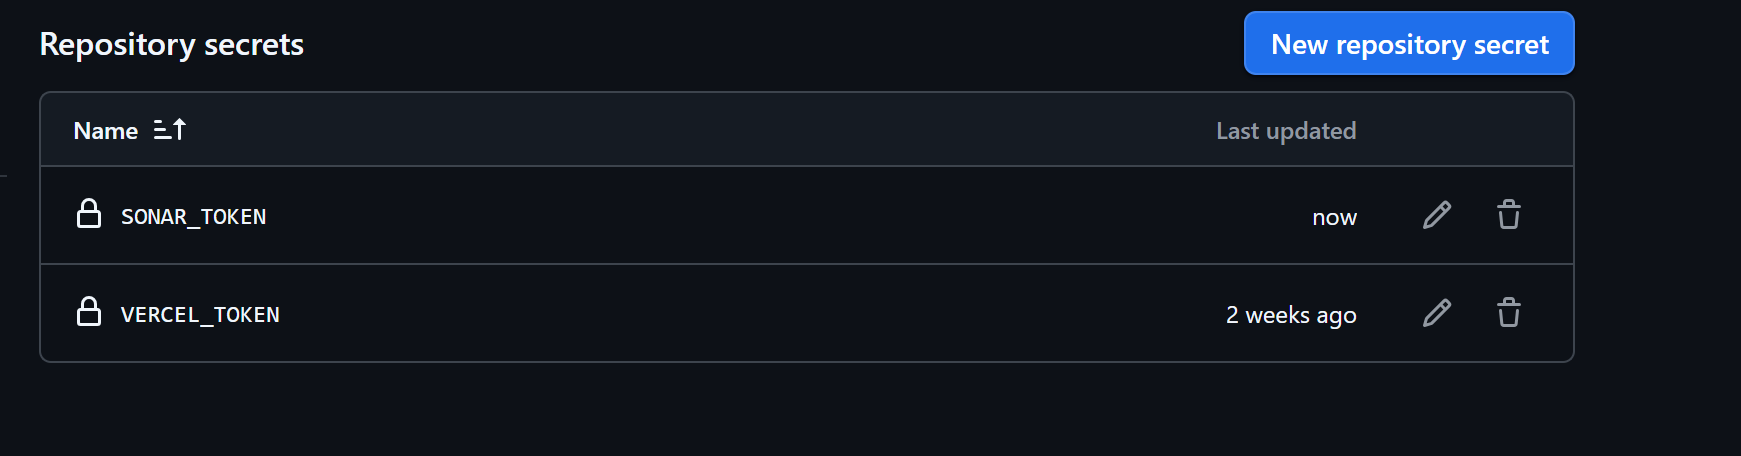 Repository secrets
New repository secret
Name
Last updated
SONAR_TOKEN
now
VERCEL_TOKEN
2 weeks ago